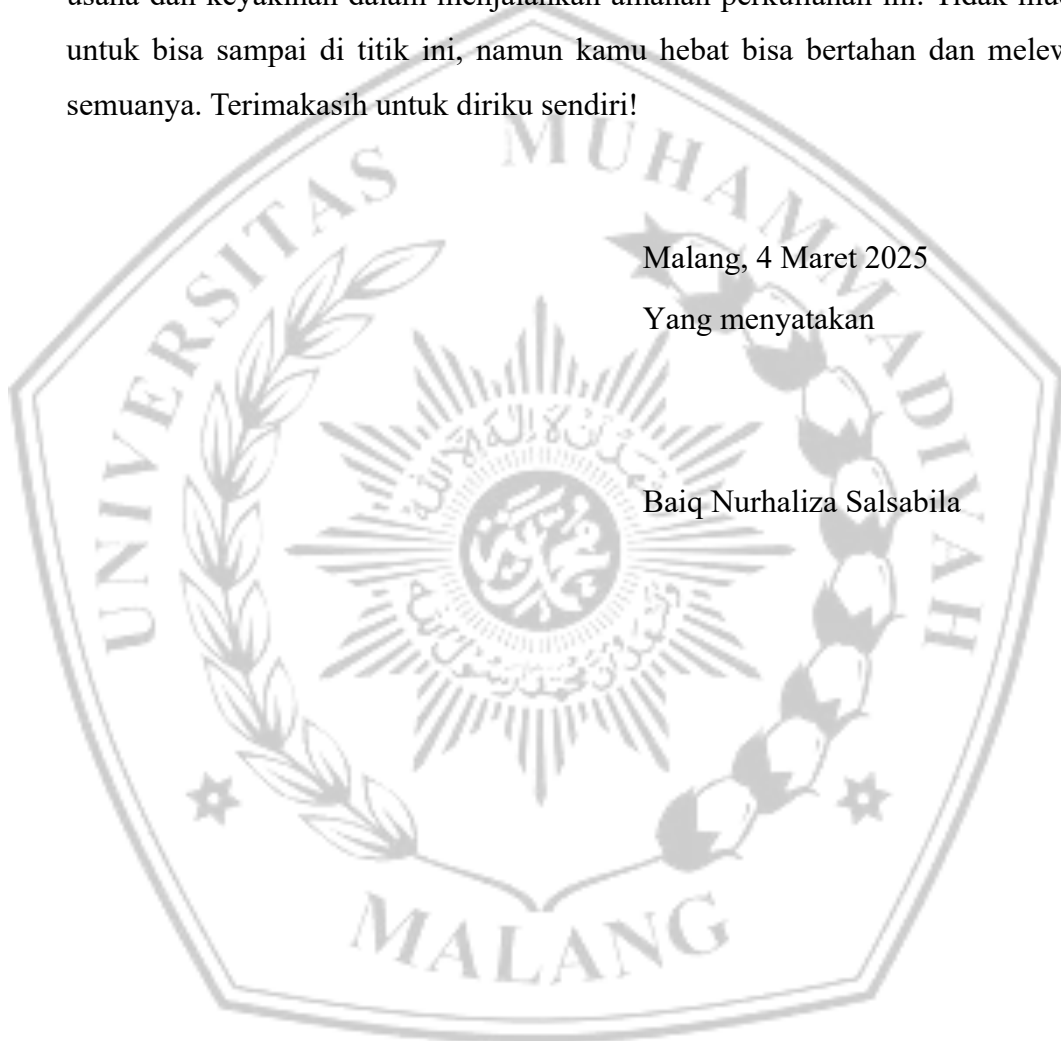 untuk bisa sampai di titik ini, namun kamu hebat bisa bertahan dan
semuanya. Terimakasih untuk diriku sendiri!
UNIVERSITAS MUHAMMADIYAH
Malang, 4 Maret 2025
Yang menyatakan
Baiq Nurhaliza Salsabila
MALANG